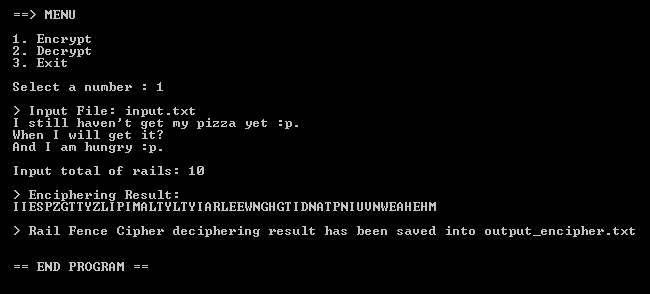 ==> MENU
1. Encrypt
2. Decrypt
3. Exit
Select a number : 1
> Input File: input.txt
I still haven't get my pizza yet :p.
When I will get it?
And I am hungry :p.
Input total of rails: 10
> Enciphering Result:
IIESPZGTTYZLIPIMALTYLTYIARLEEWNGHGTIDNATPNIUVNWEAHEHM
> Rail Fence Cipher deciphering result has been saved into output_encipher.txt
== END PROGRAM ==